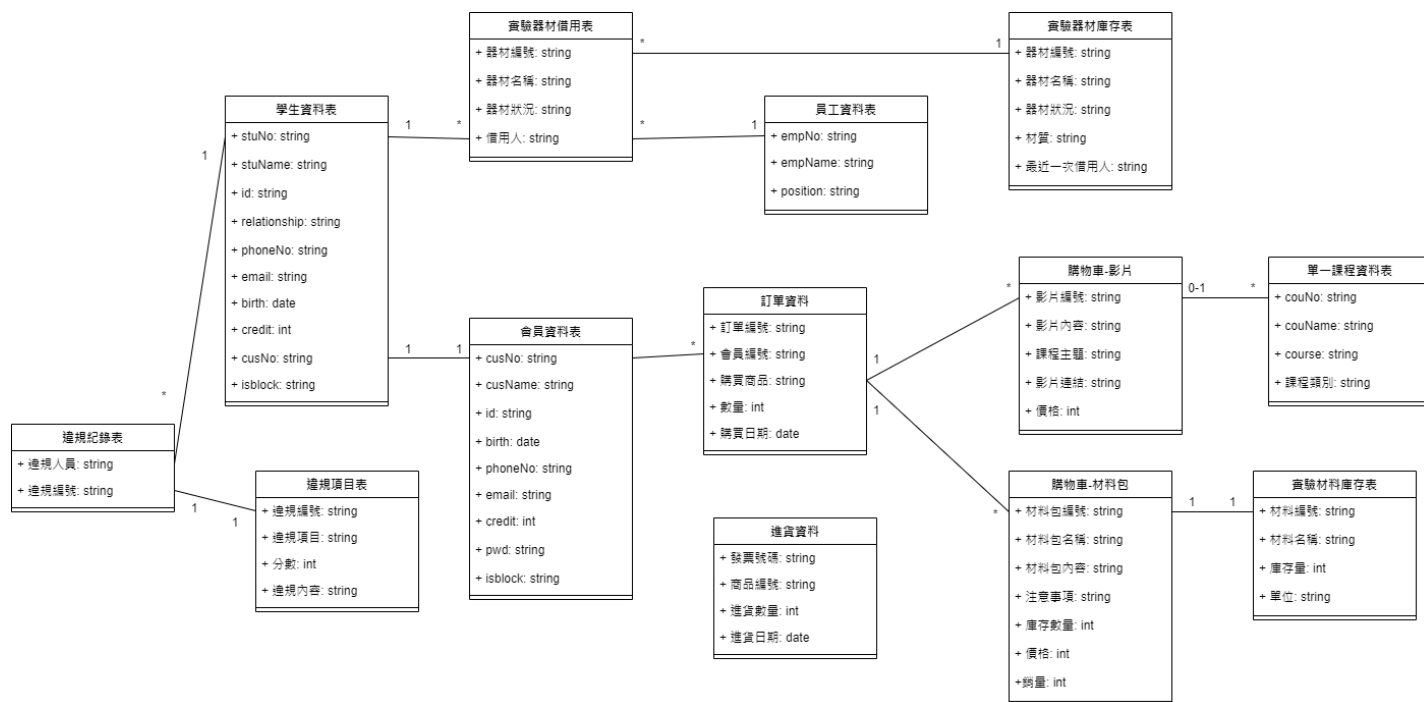 實驗器材借用表
+ 器材編號: string
+ 器材名稱: string
+ 器材狀況: string
+ 借用人: string
*
1
實驗器材庫存表
+ 器材編號: string
+ 器材名稱: string
+ 器材狀況: string
+ 材質: string
+ 最近一次借用人: string
學生資料表
+ stuNo: string
+ stuName: string
+ id: string
+ relationship: string
+ phoneNo: string
+ email: string
+ birth: date
+ credit: int
+ cusNo: string
+ isblock: string
1
*
*
1
員工資料表
+ empNo: string
+ empName: string
+ position: string
1
*
違規紀錄表
+ 違規人員: string
+ 違規編號: string
1
1
違規項目表
+ 違規編號: string
+ 違規項目: string
+ 分數: int
+ 違規內容: string
1
1
會員資料表
+ cusNo: string
+ cusName: string
+ id: string
+ birth: date
+ phoneNo: string
+ email: string
+ credit: int
+ pwd: string
+ isblock: string
*
訂單資料
+ 訂單編號: string
+ 會員編號: string
+ 購買商品: string
+ 數量: int
+ 購買日期: date
1
1
*
*
購物車-影片
+ 影片編號: string
+ 影片內容: string
+ 課程主題: string
+ 影片連結: string
+ 價格: int
0-1
*
單一課程資料表
+ couNo: string
+ couName: string
+ course: string
+ 課程類別: string
進貨資料
+ 發票號碼: string
+ 商品編號: string
+ 進貨數量: int
+ 進貨日期: date
購物車-材料包
+ 材料包編號: string
+ 材料包名稱: string
+ 材料包內容: string
+ 注意事項: string
+ 庫存數量: int
+ 價格: int
+銷量: int
1
1
實驗材料庫存表
+ 材料編號: string
+ 材料名稱: string
+ 庫存量: int
+ 單位: string